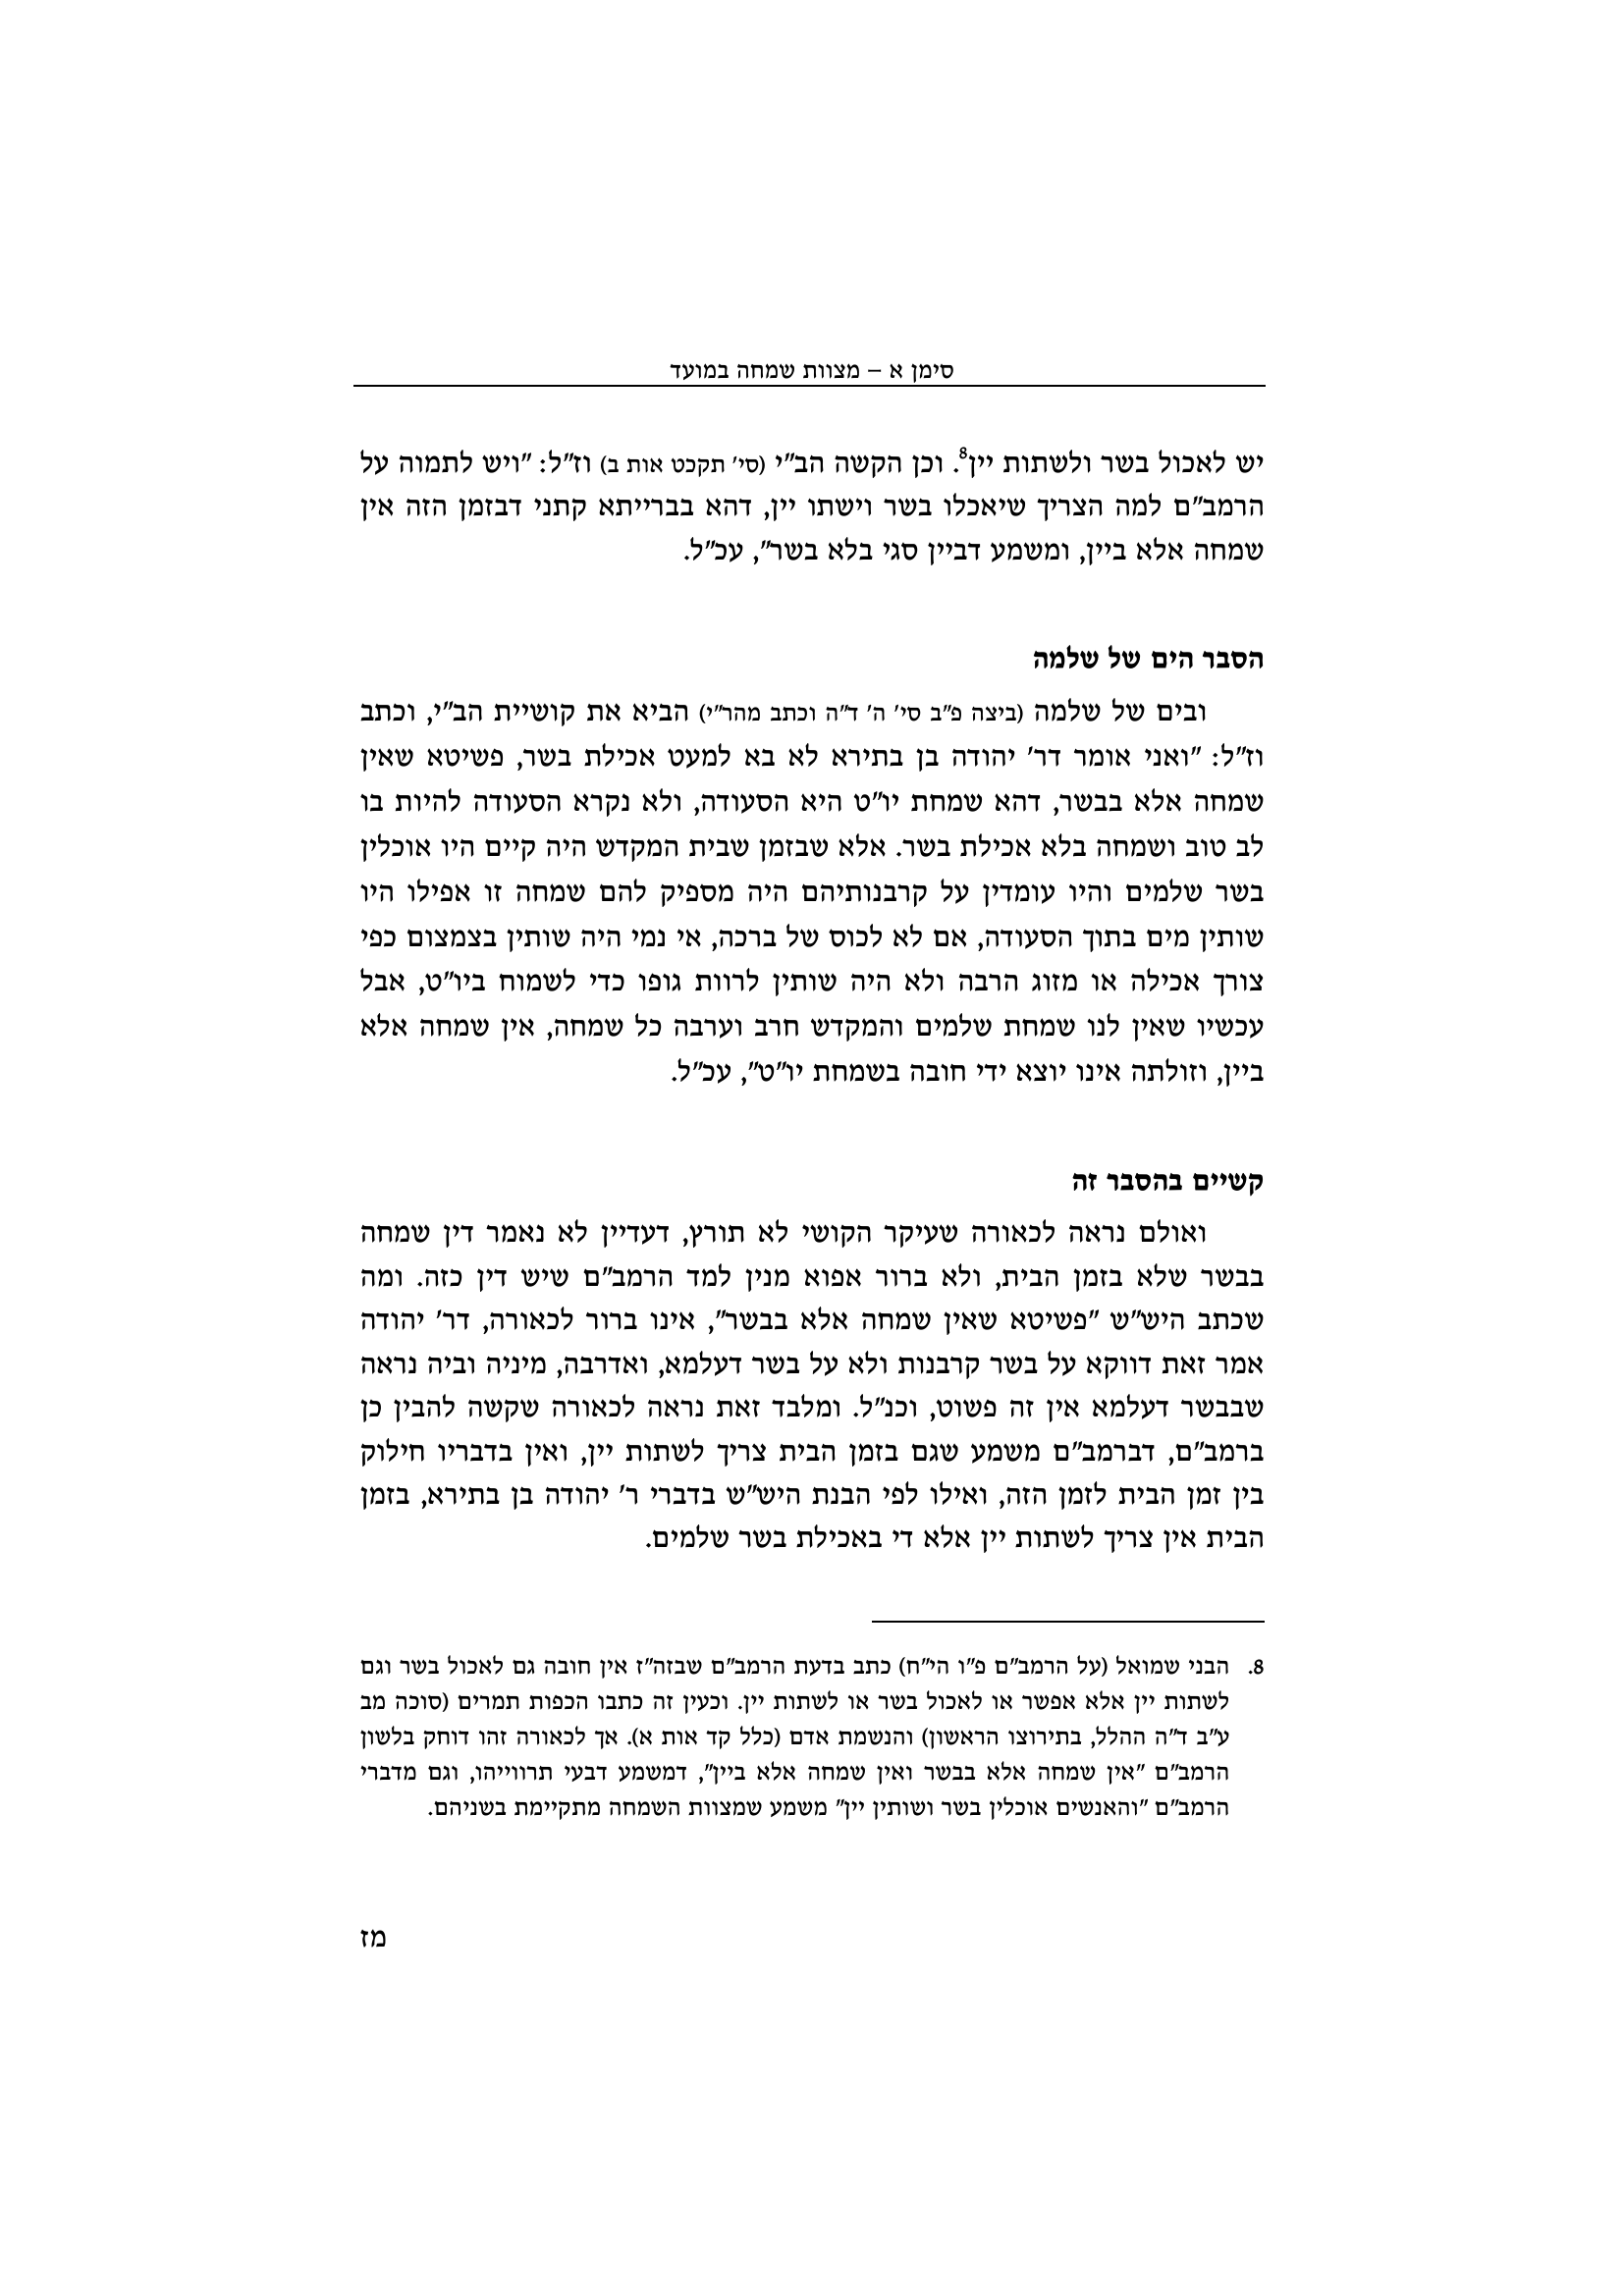 סימן א – מצוות שמחה במועד
יש לאכול בשר ולשתות יין8. וכן הקשה הב"י (סי' תקכט אות ב) וז"ל: "ויש לתמוה על
הרמב"ם למה הצריך שיאכלו בשר וישתו יין, דהא בברייתא קתני דבזמן הזה אין
שמחה אלא ביין, ומשמע דביין סגי בלא בשר", עכ"ל.
הסבר הים של שלמה
ובים של שלמה (ביצה פ"ב סי' ה' ד"ה וכתב מהר"י) הביא את קושיית הב"י, וכתב
וז"ל: "ואני אומר דר' יהודה בן בתירא לא בא למעט אכילת בשר, פשיטא שאין
שמחה אלא בבשר, דהא שמחת יו"ט היא הסעודה, ולא נקרא הסעודה להיות בו
לב טוב ושמחה בלא אכילת בשר. אלא שבזמן שבית המקדש היה קיים היו אוכלין
בשר שלמים והיו עומדין על קרבנותיהם היה מספיק להם שמחה זו אפילו היו
שותין מים בתוך הסעודה, אם לא לכוס של ברכה, אי נמי היה שותין בצמצום כפי
צורך אכילה או מזוג הרבה ולא היה שותין לרוות גופו כדי לשמוח ביו"ט, אבל
עכשיו שאין לנו שמחת שלמים והמקדש חרב וערבה כל שמחה, אין שמחה אלא
ביין, וזולתה אינו יוצא ידי חובה בשמחת יו"ט", עכ"ל.
קשיים בהסבר זה
ואולם נראה לכאורה שעיקר הקושי לא תורץ, דעדיין לא נאמר דין שמחה
בבשר שלא בזמן הבית, ולא ברור אפוא מנין למד הרמב"ם שיש דין כזה. ומה
שכתב היש"ש "פשיטא שאין שמחה אלא בבשר", אינו ברור לכאורה, דר' יהודה
אמר זאת דווקא על בשר קרבנות ולא על בשר דעלמא, ואדרבה, מיניה וביה נראה
שבבשר דעלמא אין זה פשוט, וכנ"ל. ומלבד זאת נראה לכאורה שקשה להבין כן
ברמב"ם, דברמב"ם משמע שגם בזמן הבית צריך לשתות יין, ואין בדבריו חילוק
בין זמן הבית לזמן הזה, ואילו לפי הבנת היש"ש בדברי ר' יהודה בן בתירא, בזמן
הבית אין צריך לשתות יין אלא די באכילת בשר שלמים.
8. הבני שמואל (על הרמב"ם פ"ו הי"ח) כתב בדעת הרמב"ם שבזה"ז אין חובה גם לאכול בשר וגם
לשתות יין אלא אפשר או לאכול בשר או לשתות יין. וכעין זה כתבו הכפות תמרים (סוכה מב
ע"ב ד"ה ההלל, בתירוצו הראשון) והנשמת אדם (כלל קד אות א). אך לכאורה זהו דוחק בלשון
הרמב"ם "אין שמחה אלא בבשר ואין שמחה אלא ביין", דמשמע דבעי תרווייהו, וגם מדברי
הרמב"ם "והאנשים אוכלין בשר ושותין יין" משמע שמצוות השמחה מתקיימת בשניהם.
מז